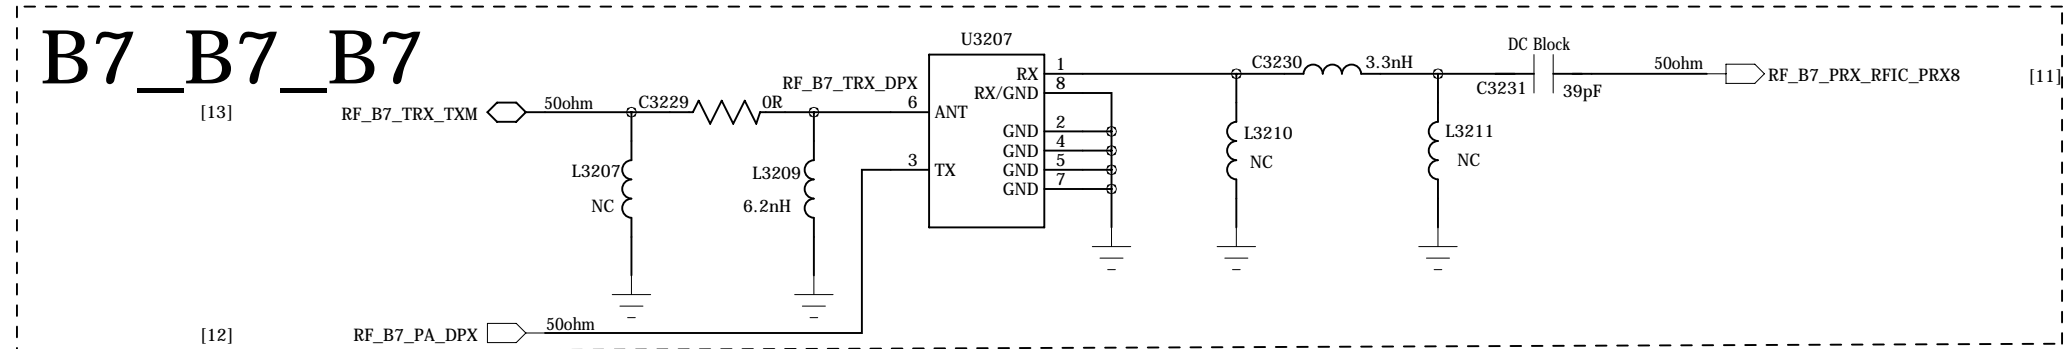 B7_B7_B7
U3207
DC Block
RX 1 C3230 3.3nH 50ohm RF_B7_PRX_RFIC_PRX8 [11]
RF_B7_TRX_DPX RX/GND 8 C3231 39pF
[13] RF_B7_TRX_TXM 50ohm C3229 0R 6 ANT
GND 2 L3210 L3211
GND 4
3 TX GND 5 NC NC
L3207 L3209 GND 7
NC 6.2nH
[12] RF_B7_PA_DPX 50ohm